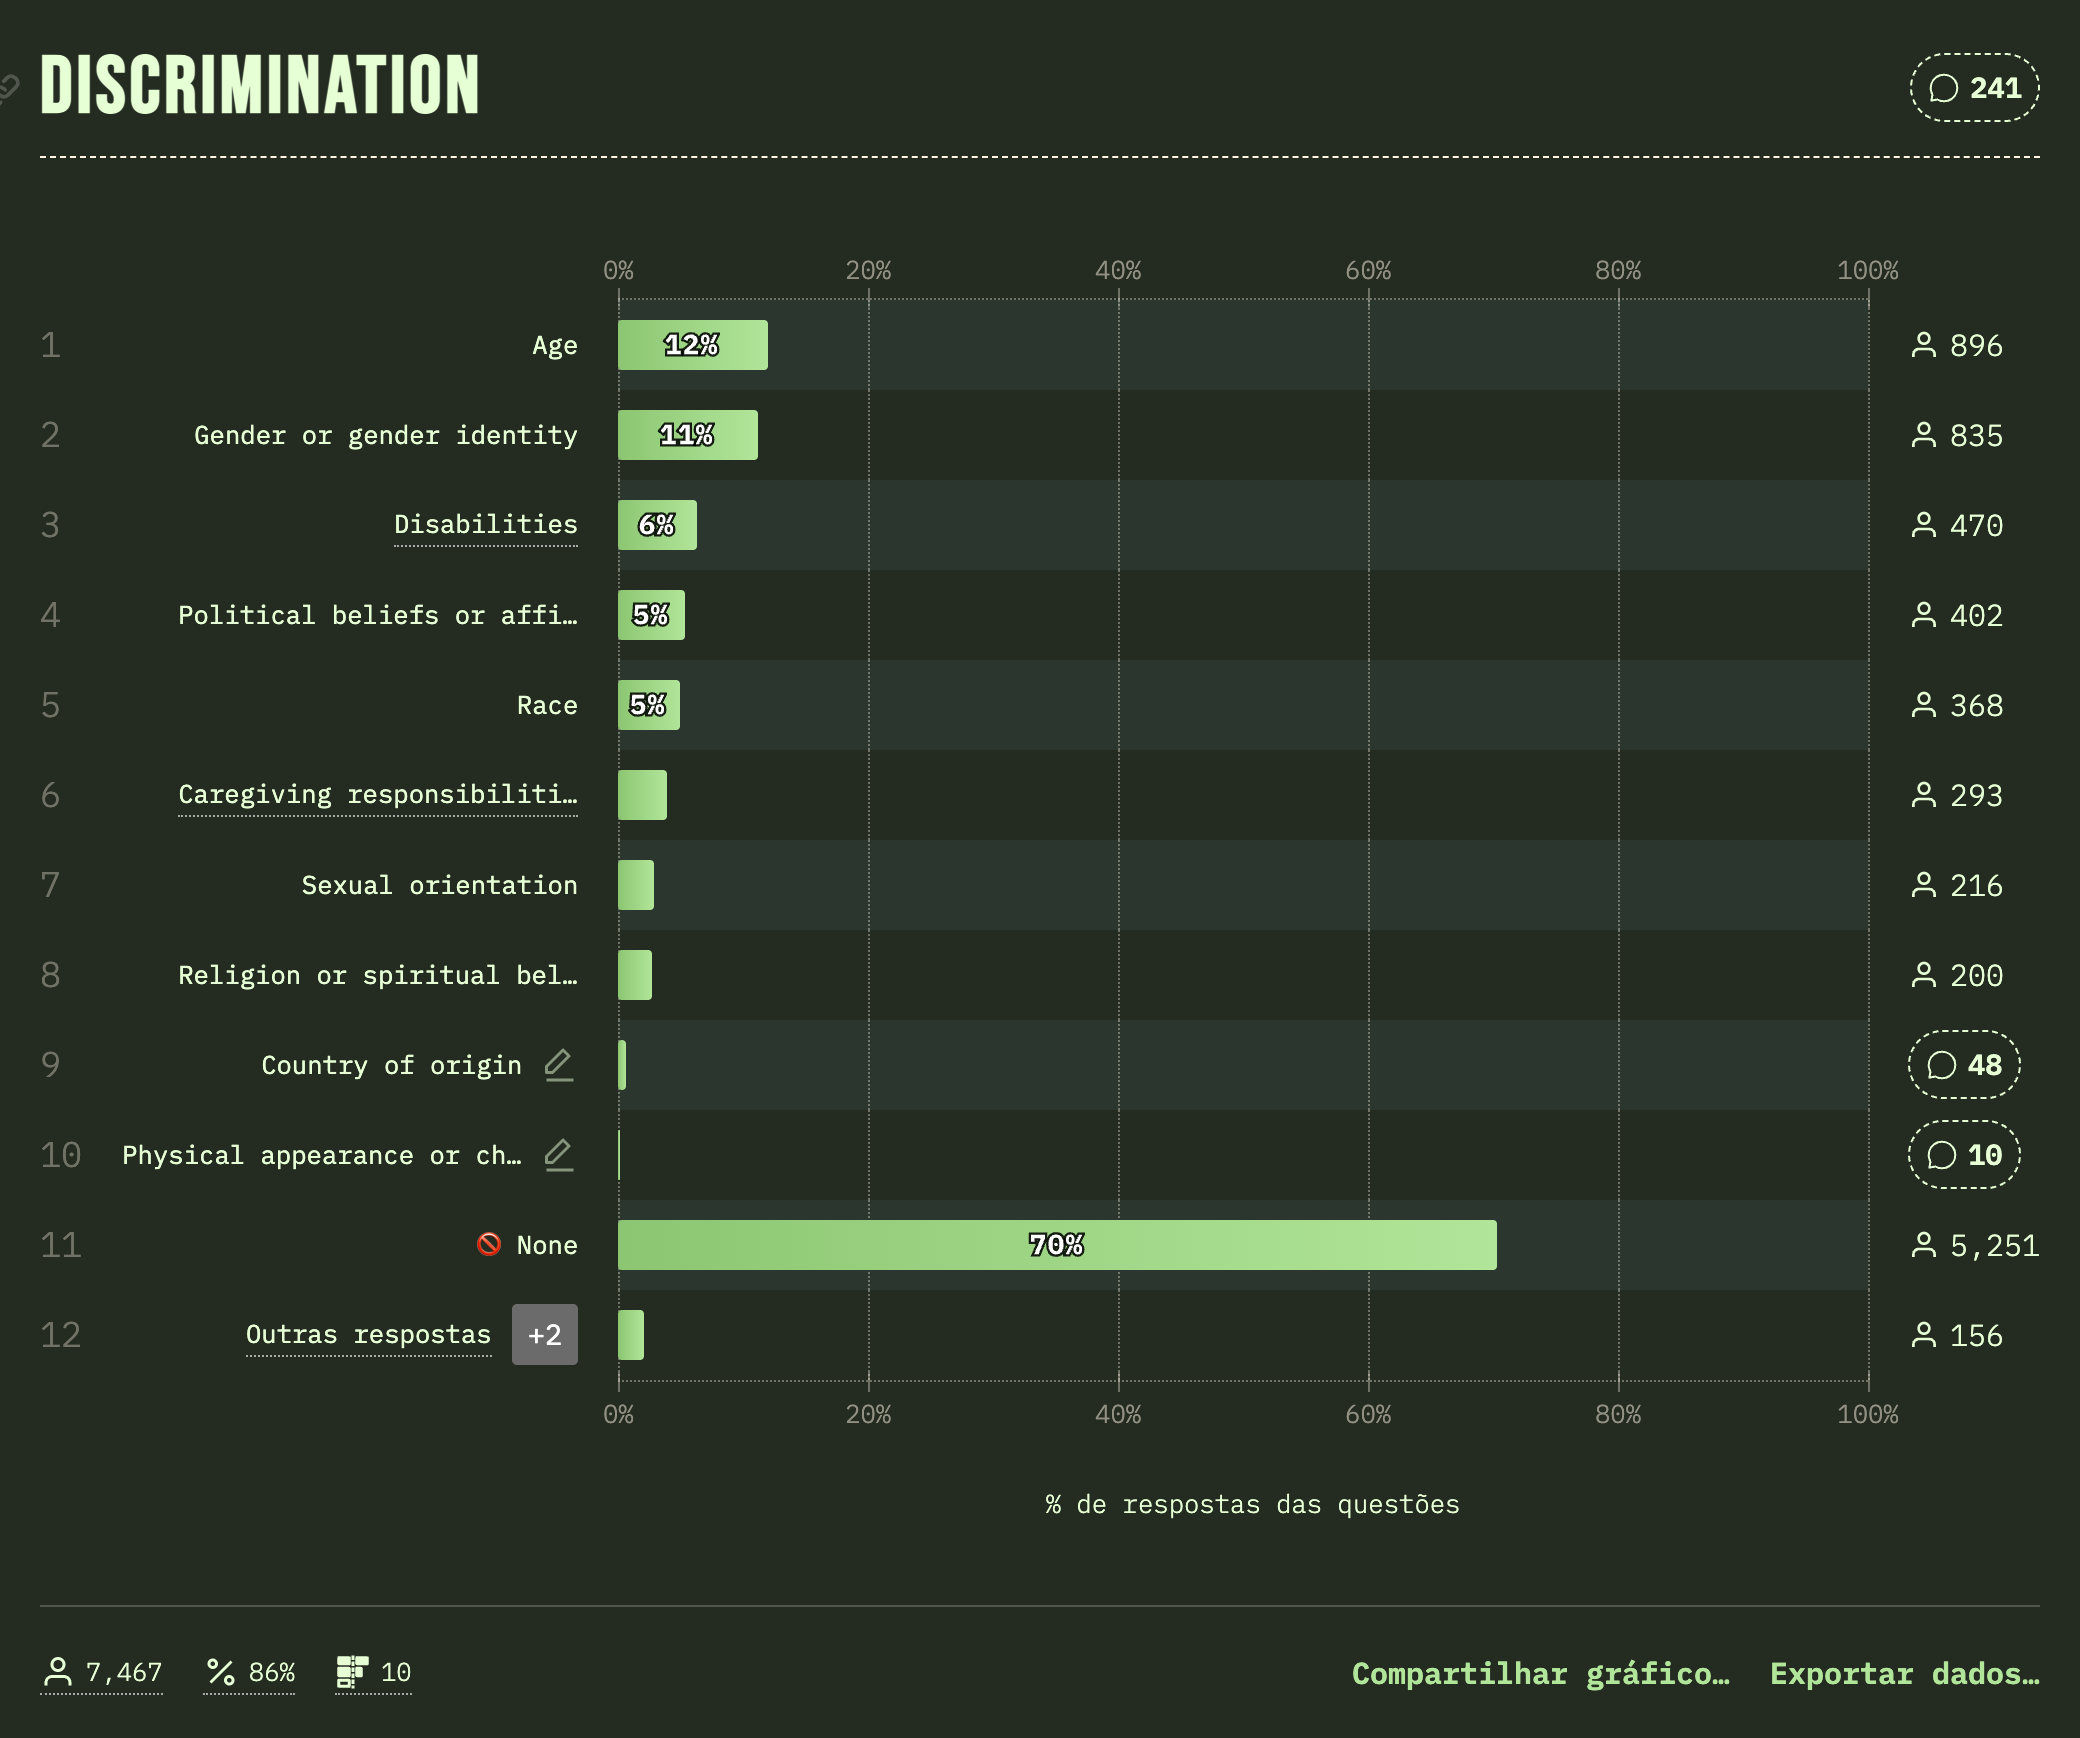 DISCRIMINATION
241
0% 20% 40% 60% 80% 100%
1 Age 12% 896
2 Gender or gender identity 11% 835
3 Disabilities 6% 470
4 Political beliefs or affi… 5% 402
5 Race 5% 368
6 Caregiving responsibiliti… 293
7 Sexual orientation 216
8 Religion or spiritual bel… 200
9 Country of origin 48
10 Physical appearance or ch… 10
11 🚫 None 70% 5,251
12 Outras respostas +2 156
0% 20% 40% 60% 80% 100%
% de respostas das questões
7,467 86% 10 Compartilhar gráfico… Exportar dados…